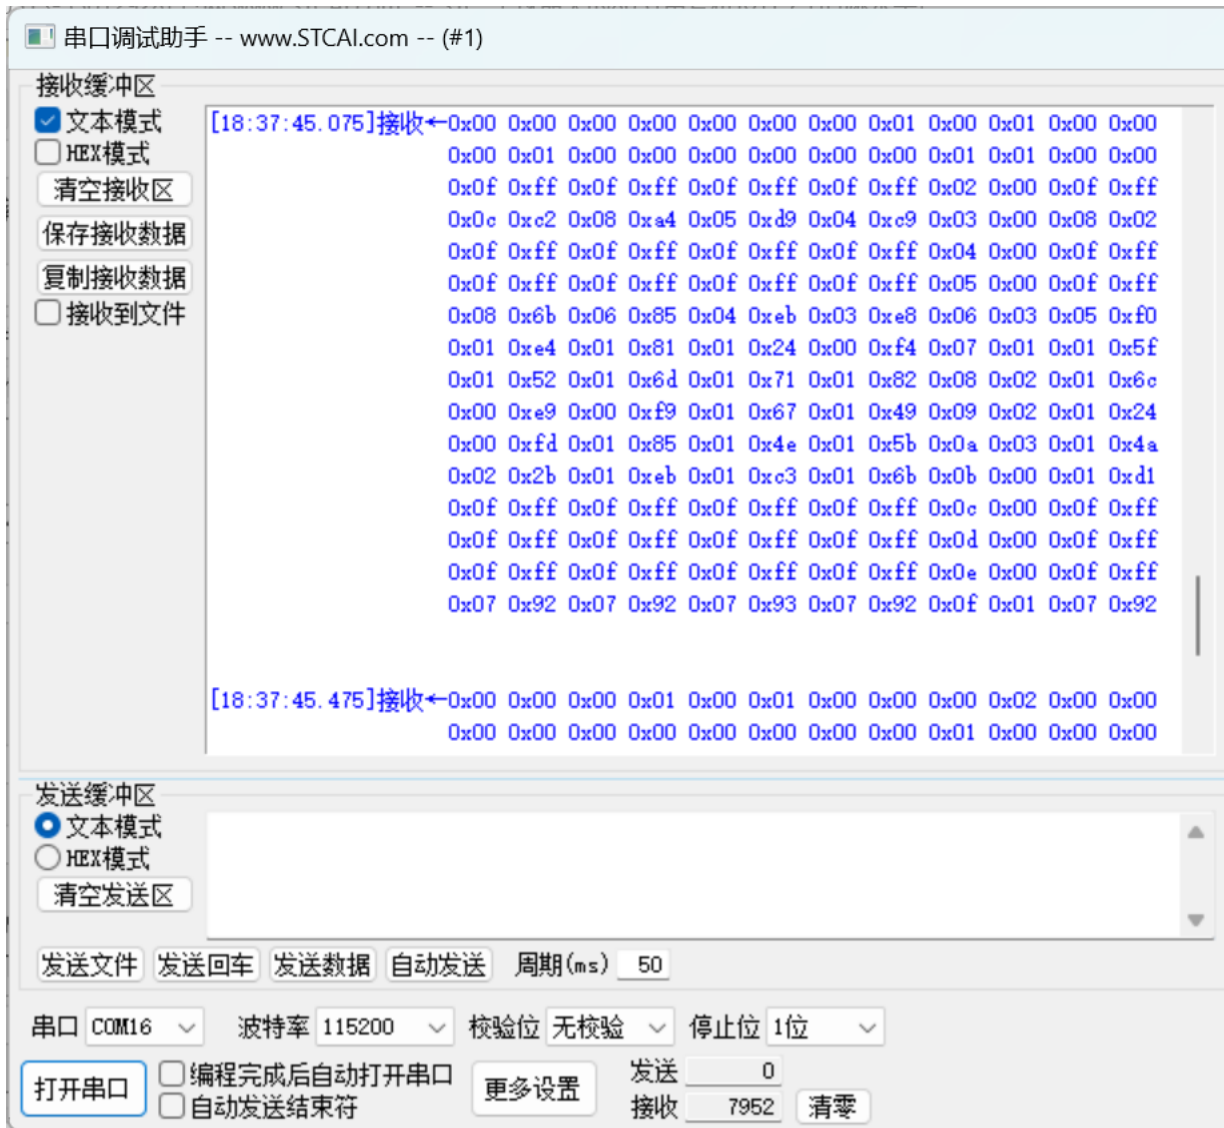 串口调试助手 -- www.STCAI.com -- (#1)
接收缓冲区
文本模式
HEX模式
清空接收区
保存接收数据
复制接收数据
接收到文件
[18:37:45.075]接收←0x00 0x00 0x00 0x00 0x00 0x00 0x00 0x01 0x00 0x01 0x00 0x00
0x00 0x01 0x00 0x00 0x00 0x00 0x00 0x00 0x01 0x01 0x00 0x00
0x0f 0xff 0x0f 0xff 0x0f 0xff 0x0f 0xff 0x02 0x00 0x0f 0xff
0x0c 0xc2 0x08 0xa4 0x05 0xd9 0x04 0xc9 0x03 0x00 0x08 0x02
0x0f 0xff 0x0f 0xff 0x0f 0xff 0x0f 0xff 0x04 0x00 0x0f 0xff
0x0f 0xff 0x0f 0xff 0x0f 0xff 0x0f 0xff 0x05 0x00 0x0f 0xff
0x08 0x6b 0x06 0x85 0x04 0xeb 0x03 0xe8 0x06 0x03 0x05 0xf0
0x01 0xe4 0x01 0x81 0x01 0x24 0x00 0xf4 0x07 0x01 0x01 0x5f
0x01 0x52 0x01 0x6d 0x01 0x71 0x01 0x82 0x08 0x02 0x01 0x6c
0x00 0xe9 0x00 0xf9 0x01 0x67 0x01 0x49 0x09 0x02 0x01 0x24
0x00 0xfd 0x01 0x85 0x01 0x4e 0x01 0x5b 0x0a 0x03 0x01 0x4a
0x02 0x2b 0x01 0xeb 0x01 0xc3 0x01 0x6b 0x0b 0x00 0x01 0xd1
0x0f 0xff 0x0f 0xff 0x0f 0xff 0x0f 0xff 0x0c 0x00 0x0f 0xff
0x0f 0xff 0x0f 0xff 0x0f 0xff 0x0f 0xff 0x0d 0x00 0x0f 0xff
0x0f 0xff 0x0f 0xff 0x0f 0xff 0x0f 0xff 0x0e 0x00 0x0f 0xff
0x07 0x92 0x07 0x92 0x07 0x93 0x07 0x92 0x0f 0x01 0x07 0x92
[18:37:45.475]接收←0x00 0x00 0x00 0x01 0x00 0x01 0x00 0x00 0x00 0x02 0x00 0x00
0x00 0x00 0x00 0x00 0x00 0x00 0x00 0x00 0x01 0x00 0x00 0x00
发送缓冲区
文本模式
HEX模式
清空发送区
发送文件 发送回车 发送数据 自动发送 周期(ms) 50
串口 COM16 波特率 115200 校验位 无校验 停止位 1位
打开串口
编程完成后自动打开串口
自动发送结束符
更多设置
发送 0
接收 7952 清零